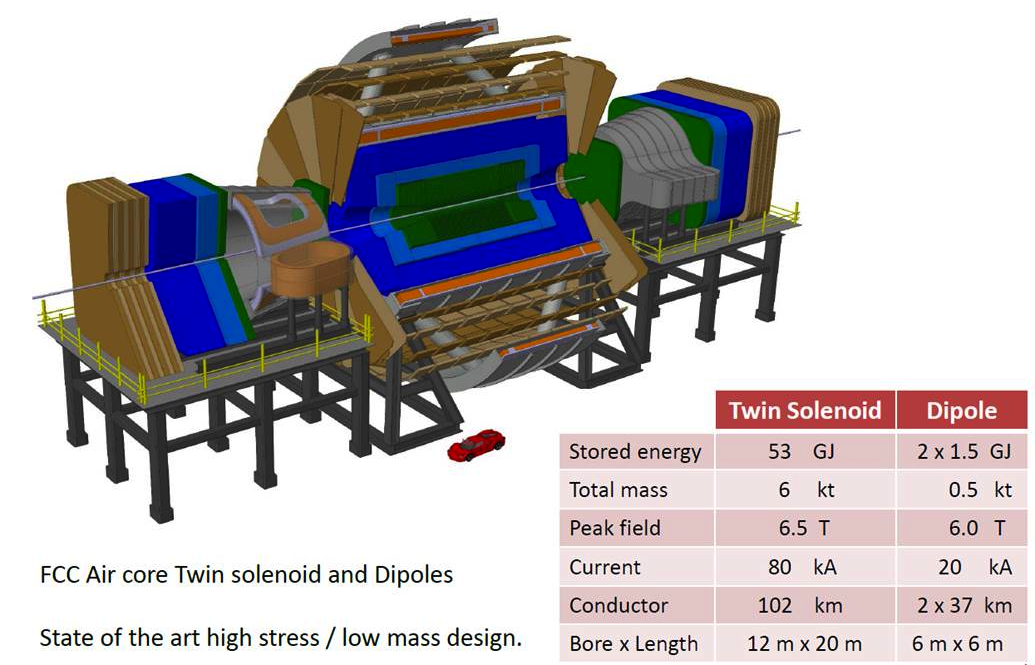 Twin Solenoid Dipole
Stored energy 53 GJ 2 x 1.5 GJ
Total mass 6 kt 0.5 kt
Peak field 6.5 T 6.0 T
Current 80 kA 20 kA
Conductor 102 km 2 x 37 km
Bore x Length 12 m x 20 m 6 m x 6 m
FCC Air core Twin solenoid and Dipoles
State of the art high stress / low mass design.